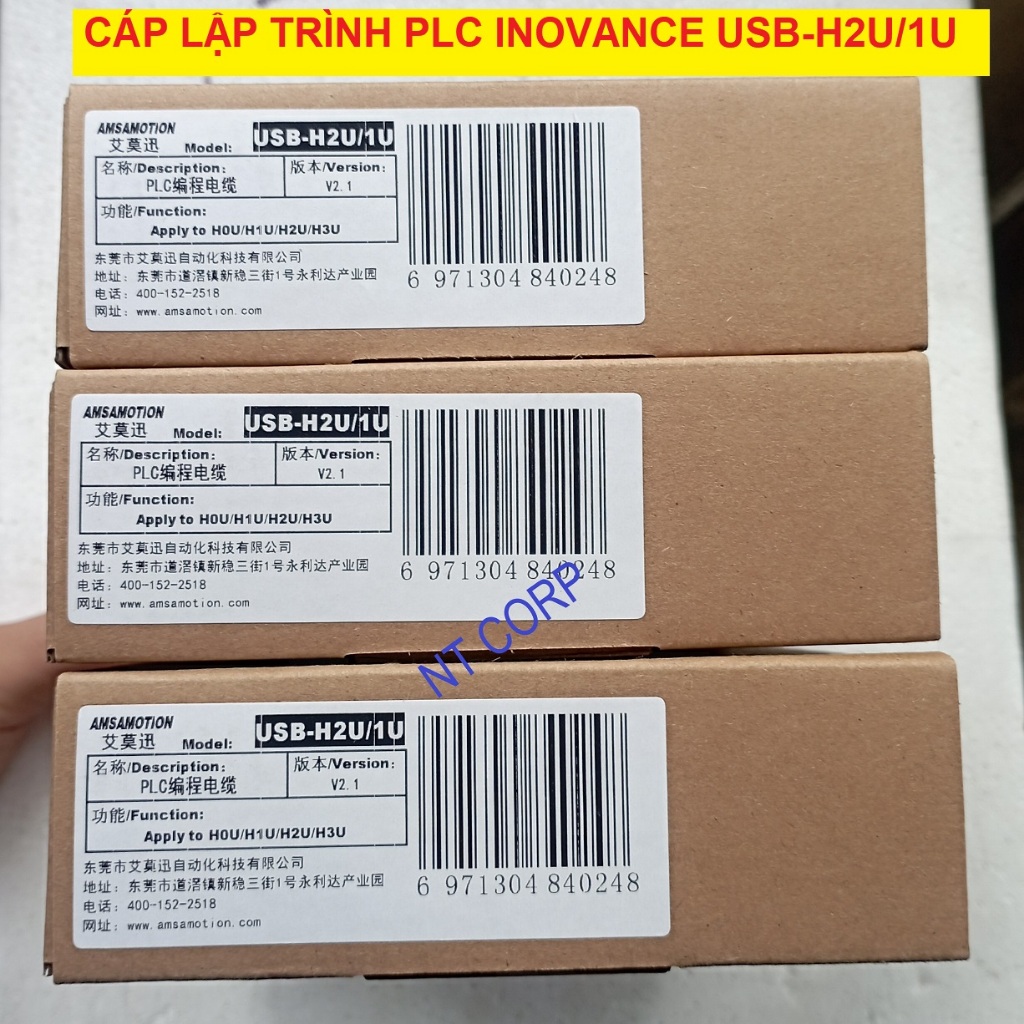 CÁP LẬP TRÌNH PLC INOVANCE USB-H2U/1U
AMSAMOTION
艾莫迅 Model: USB-H2U/1U
名称/Description: 版本/Version:
PLC编程电缆 V2.1
功能/Function:
Apply to H0U/H1U/H2U/H3U
东莞市艾莫迅自动化科技有限公司
地址: 东莞市道滘镇新稳三街1号永利达产业园
电话: 400-152-2518
网址: www.amsamotion.com
6 971304 840248
AMSAMOTION
艾莫迅 Model: USB-H2U/1U
名称/Description: 版本/Version:
PLC编程电缆 V2.1
功能/Function:
Apply to H0U/H1U/H2U/H3U
东莞市艾莫迅自动化科技有限公司
地址: 东莞市道滘镇新稳三街1号永利达产业园
电话: 400-152-2518
网址: www.amsamotion.com
6 971304 840248
NT CORP
AMSAMOTION
艾莫迅 Model: USB-H2U/1U
名称/Description: 版本/Version:
PLC编程电缆 V2.1
功能/Function:
Apply to H0U/H1U/H2U/H3U
东莞市艾莫迅自动化科技有限公司
地址: 东莞市道滘镇新稳三街1号永利达产业园
电话: 400-152-2518
网址: www.amsamotion.com
6 971304 840248